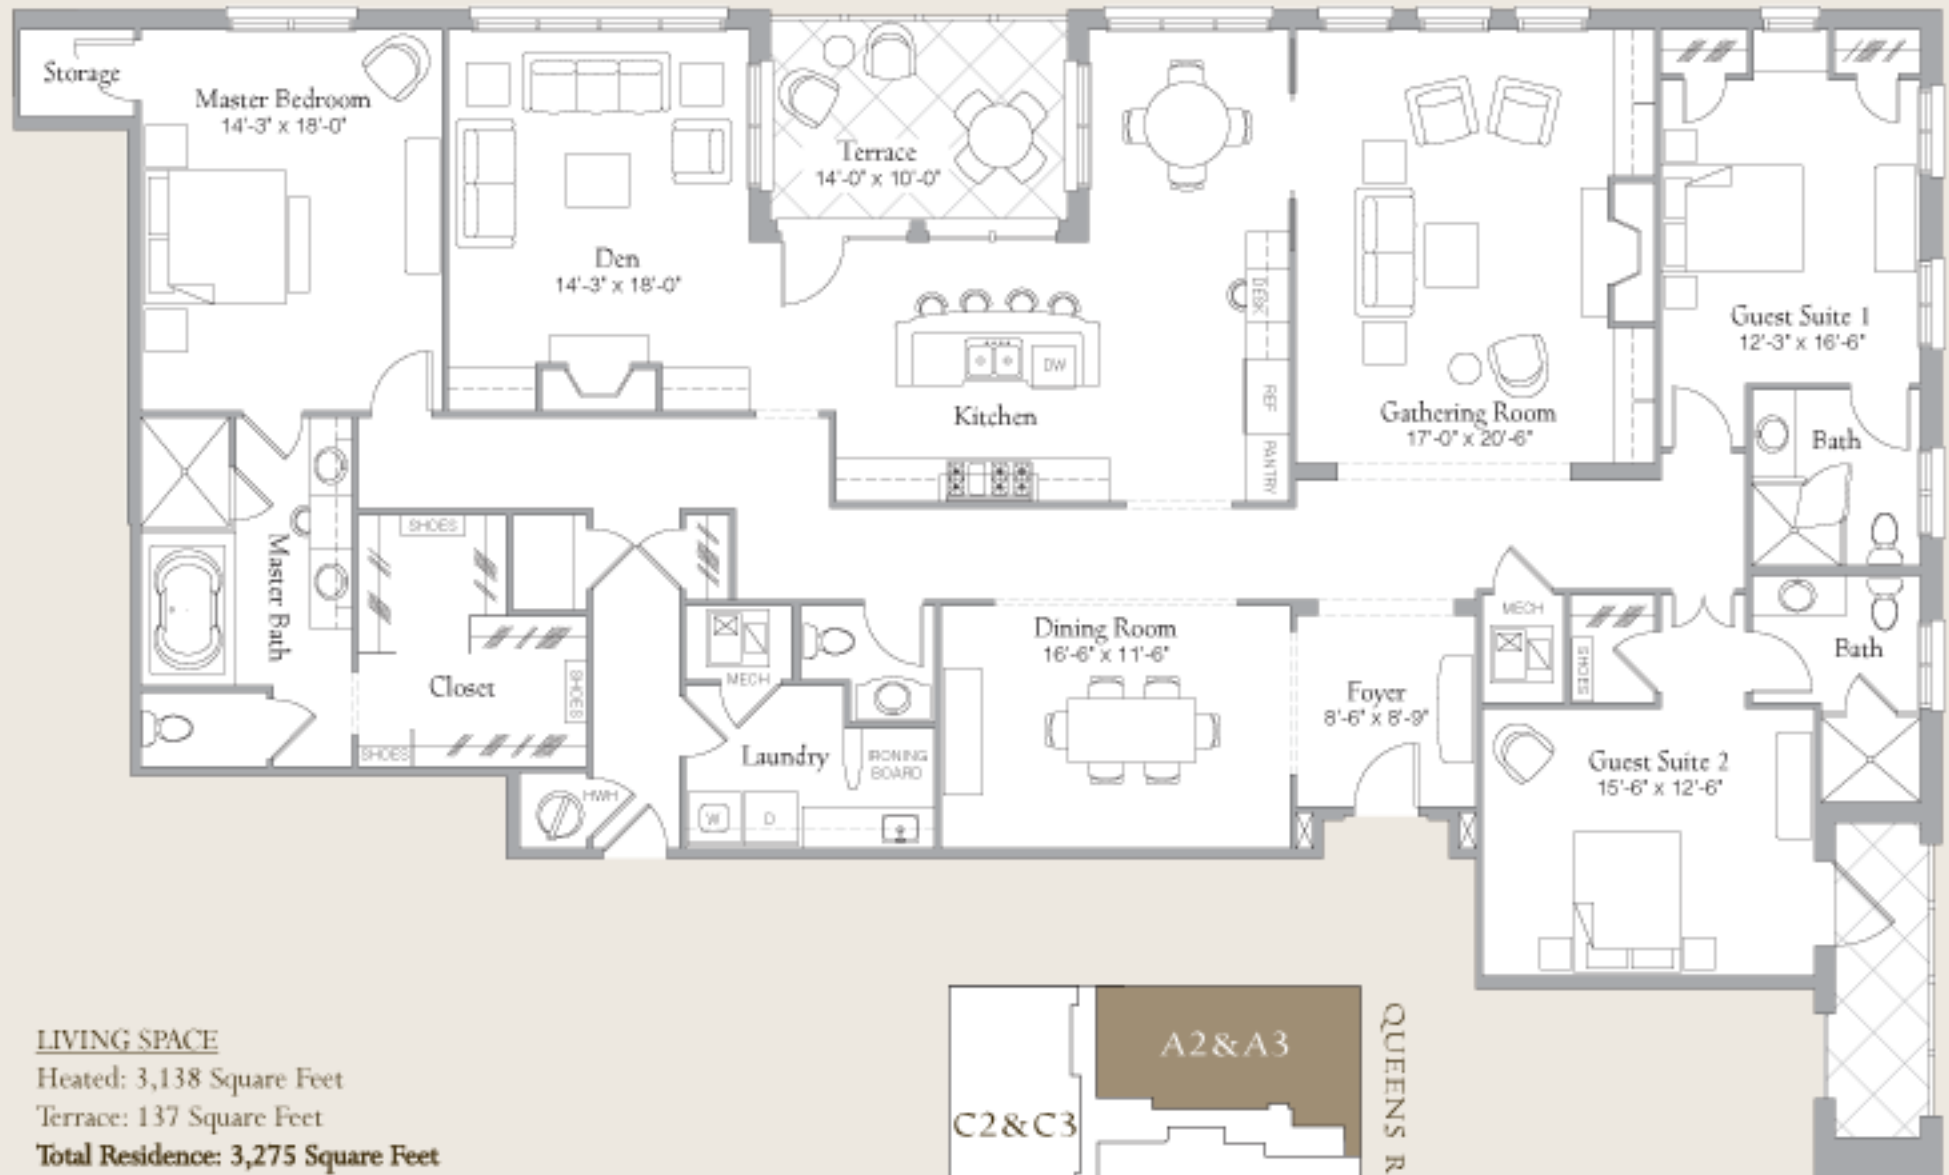 Storage
Master Bedroom
14'-3" x 18'-0"
Den
14'-3" x 18'-0"
Terrace
14'-0" x 10'-0"
DESK
REF
PANTRY
DW
Kitchen
Gathering Room
17'-0" x 20'-6"
Guest Suite 1
12'-3" x 16'-6"
Bath
Master Bath
SHOES
SHOES
SHOES
Closet
HWH
MECH
Laundry
W
D
IRONING
BOARD
Dining Room
16'-6" x 11'-6"
Foyer
8'-6" x 8'-9"
MECH
SHOES
Bath
Guest Suite 2
15'-6" x 12'-6"
LIVING SPACE
Heated: 3,138 Square Feet
Terrace: 137 Square Feet
Total Residence: 3,275 Square Feet
A2&A3
C2&C3
QUEENS R